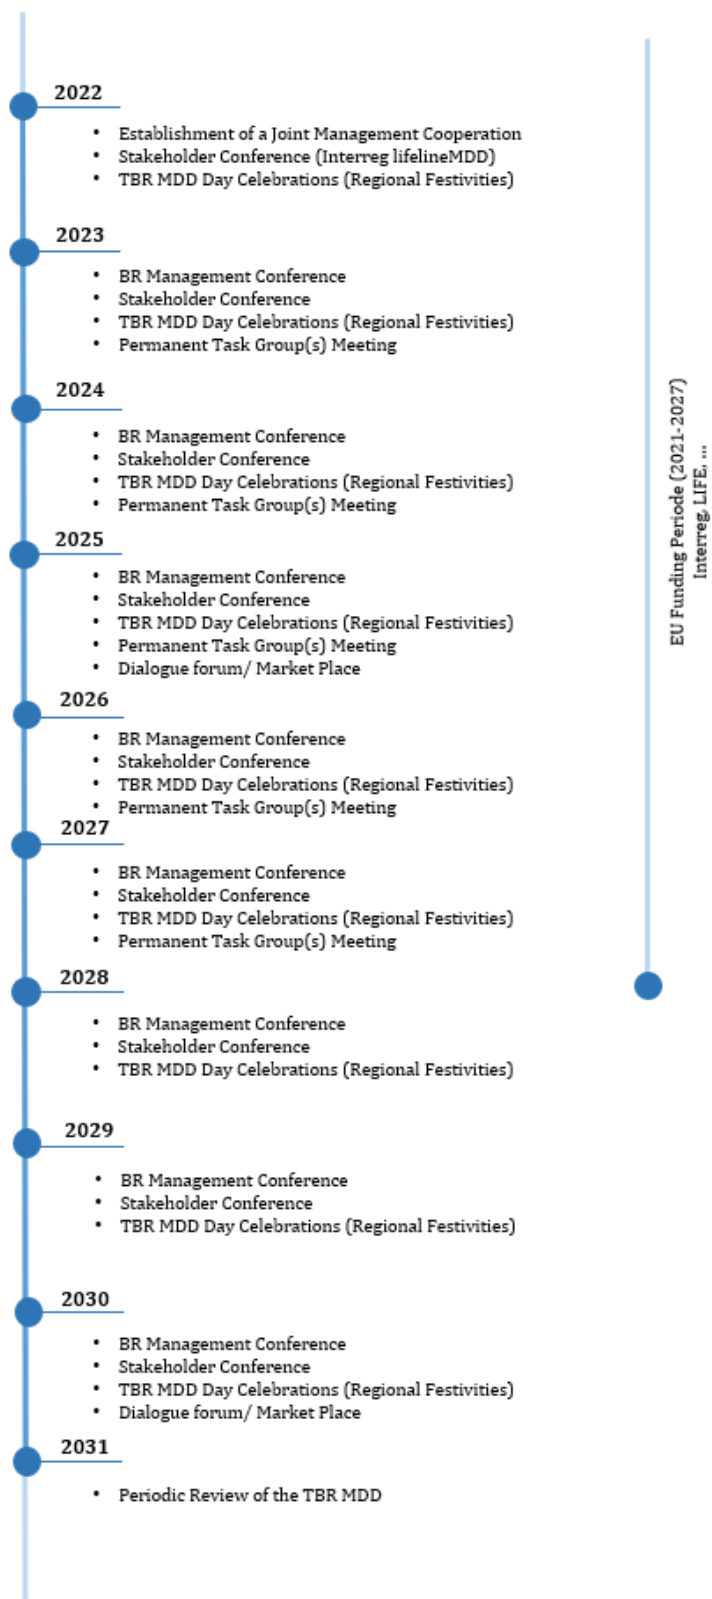 2022
• Establishment of a Joint Management Cooperation
• Stakeholder Conference (Interreg lifelineMDD)
• TBR MDD Day Celebrations (Regional Festivities)
2023
• BR Management Conference
• Stakeholder Conference
• TBR MDD Day Celebrations (Regional Festivities)
• Permanent Task Group(s) Meeting
2024
• BR Management Conference
• Stakeholder Conference
• TBR MDD Day Celebrations (Regional Festivities)
• Permanent Task Group(s) Meeting
2025
• BR Management Conference
• Stakeholder Conference
• TBR MDD Day Celebrations (Regional Festivities)
• Permanent Task Group(s) Meeting
• Dialogue forum/ Market Place
2026
• BR Management Conference
• Stakeholder Conference
• TBR MDD Day Celebrations (Regional Festivities)
• Permanent Task Group(s) Meeting
2027
• BR Management Conference
• Stakeholder Conference
• TBR MDD Day Celebrations (Regional Festivities)
• Permanent Task Group(s) Meeting
2028
• BR Management Conference
• Stakeholder Conference
• TBR MDD Day Celebrations (Regional Festivities)
2029
• BR Management Conference
• Stakeholder Conference
• TBR MDD Day Celebrations (Regional Festivities)
2030
• BR Management Conference
• Stakeholder Conference
• TBR MDD Day Celebrations (Regional Festivities)
• Dialogue forum/ Market Place
2031
• Periodic Review of the TBR MDD
EU Funding Periode (2021-2027)
Interreg, LIFE, ...